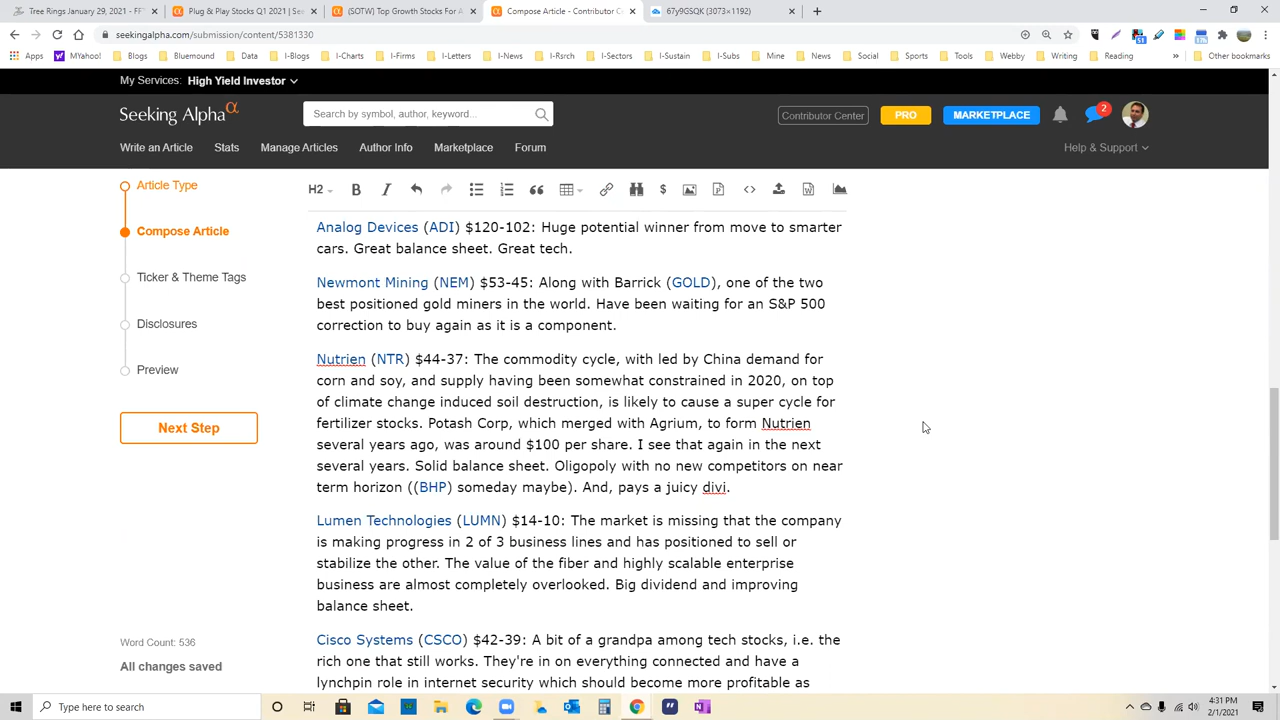 Tree Rings January 29, 2021 - FF
Plug & Play Stocks Q1 2021 | See
(SOTW) Top Growth Stocks For A
Compose Article - Contributor C
67y9GSQK (3073×1192)
seekingalpha.com/submission/content/5381330
Apps MYahoo! Blogs Bluemound Data I-Blogs I-Charts I-Firms I-Letters I-News I-Roll I-Sectors I-Sustain I-Subs Mine News Social Sports Tools Webby Writing Reading » Other bookmarks
My Services: High Yield Investor
Seeking Alpha α
Search by symbol, author, keyword...
Contributor Center
PRO
MARKETPLACE
2
Write an Article Stats Manage Articles Author Info Marketplace Forum Help & Support
Article Type
Compose Article
Ticker & Theme Tags
Disclosures
Preview
Next Step
Word Count: 536
All changes saved
H2 B I $
Analog Devices (ADI) $120-102: Huge potential winner from move to smarter
cars. Great balance sheet. Great tech.
Newmont Mining (NEM) $53-45: Along with Barrick (GOLD), one of the two
best positioned gold miners in the world. Have been waiting for an S&P 500
correction to buy again as it is a component.
Nutrien (NTR) $44-37: The commodity cycle, with led by China demand for
corn and soy, and supply having been somewhat constrained in 2020, on top
of climate change induced soil destruction, is likely to cause a super cycle for
fertilizer stocks. Potash Corp, which merged with Agrium, to form Nutrien
several years ago, was around $100 per share. I see that again in the next
several years. Solid balance sheet. Oligopoly with no new competitors on near
term horizon ((BHP) someday maybe). And, pays a juicy divi.
Lumen Technologies (LUMN) $14-10: The market is missing that the company
is making progress in 2 of 3 business lines and has positioned to sell or
stabilize the other. The value of the fiber and highly scalable enterprise
business are almost completely overlooked. Big dividend and improving
balance sheet.
Cisco Systems (CSCO) $42-39: A bit of a grandpa among tech stocks, i.e. the
rich one that still works. They're in on everything connected and have a
lynchpin role in internet security which should become more profitable as
Type here to search
4:31 PM
2/1/2021